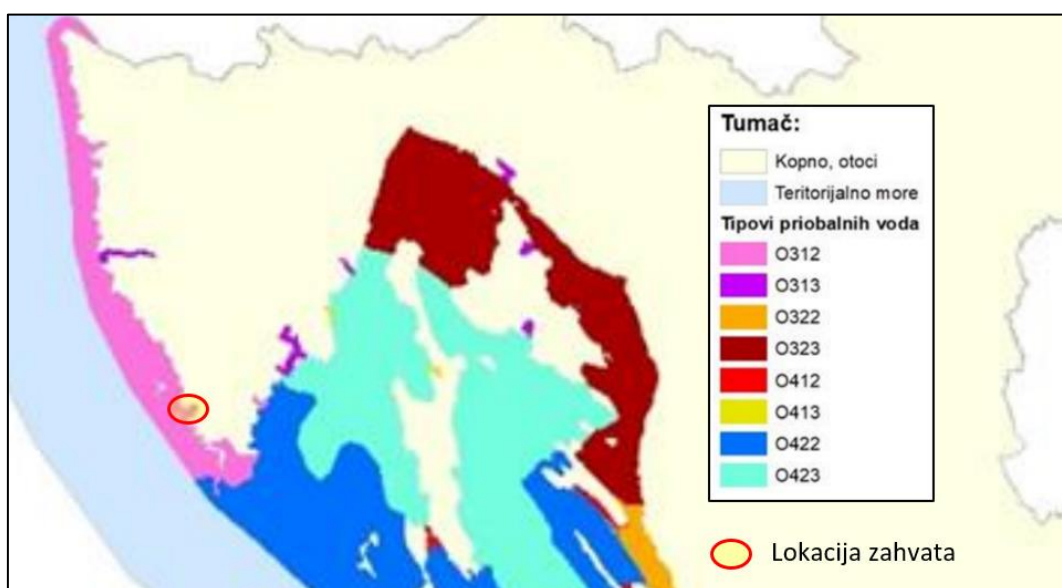 Tumač:
Kopno, otoci
Teritorijalno more
Tipovi priobalnih voda
O312
O313
O322
O323
O412
O413
O422
O423
Lokacija zahvata